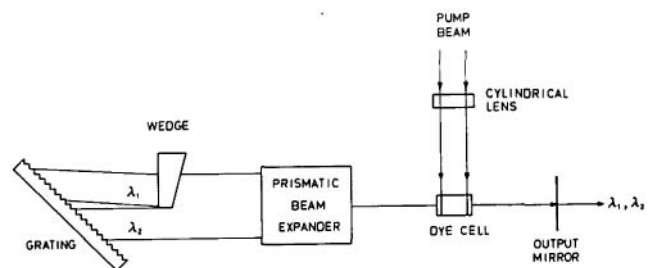 PUMP
BEAM
CYLINDRICAL
LENS
WEDGE
λ₁
λ₂
GRATING
PRISMATIC
BEAM
EXPANDER
DYE CELL
λ₁, λ₂
OUTPUT
MIRROR